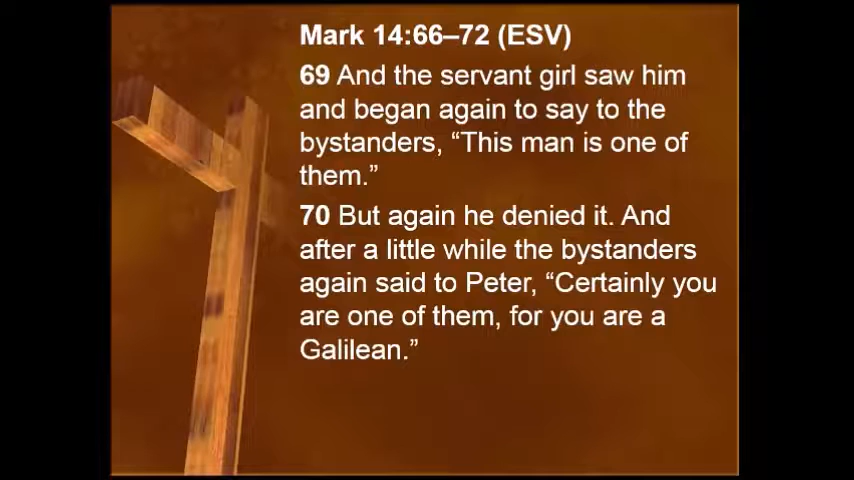 Mark 14:66–72 (ESV)
69 And the servant girl saw him
and began again to say to the
bystanders, “This man is one of
them.”
70 But again he denied it. And
after a little while the bystanders
again said to Peter, “Certainly you
are one of them, for you are a
Galilean.”